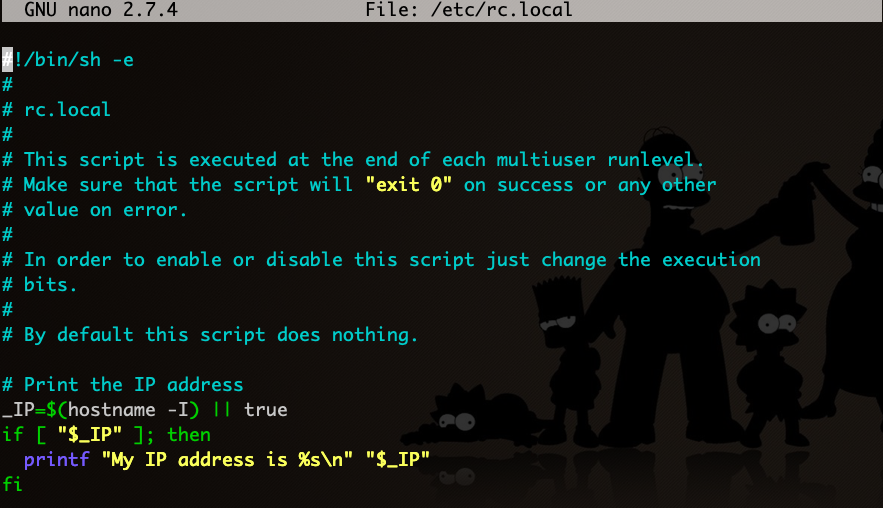 GNU nano 2.7.4 File: /etc/rc.local
#!/bin/sh -e
#
# rc.local
#
# This script is executed at the end of each multiuser runlevel.
# Make sure that the script will "exit 0" on success or any other
# value on error.
#
# In order to enable or disable this script just change the execution
# bits.
#
# By default this script does nothing.
# Print the IP address
_IP=$(hostname -I) || true
if [ "$_IP" ]; then
printf "My IP address is %s\n" "$_IP"
fi